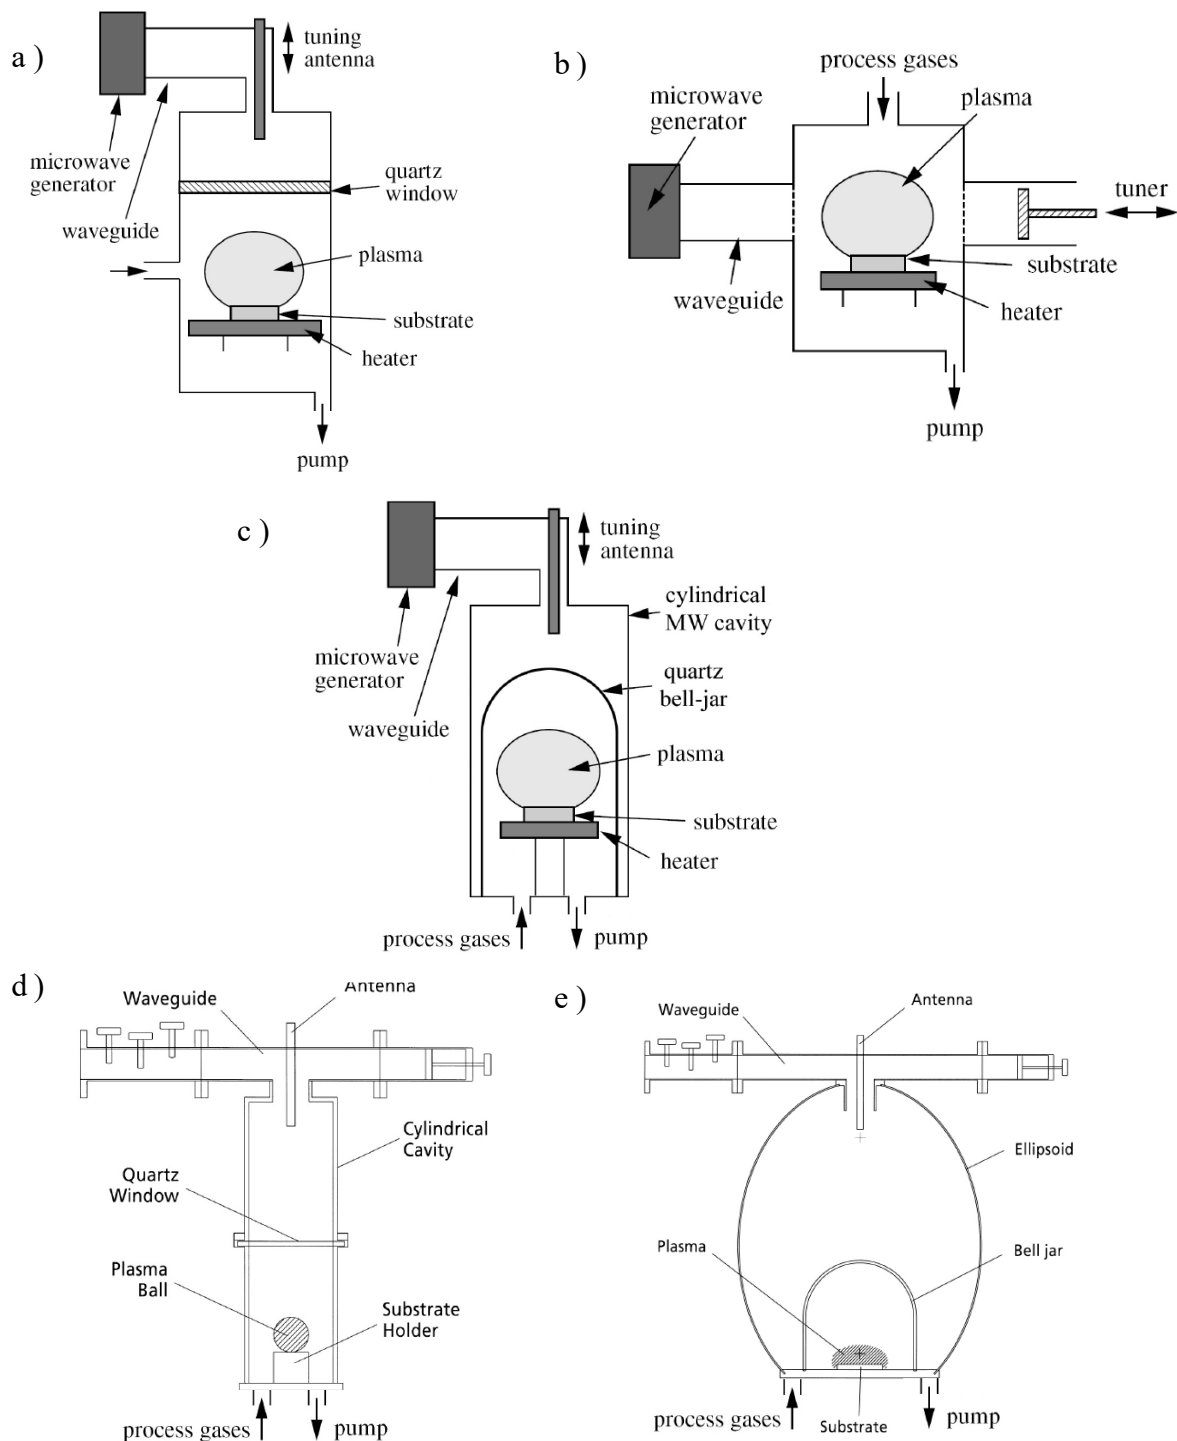 a )
tuning
antenna
microwave
generator
waveguide
quartz
window
plasma
substrate
heater
pump
b )
process gases
microwave
generator
plasma
tuner
waveguide
substrate
heater
pump
c )
tuning
antenna
cylindrical
MW cavity
microwave
generator
waveguide
quartz
bell-jar
plasma
substrate
heater
process gases
pump
d )
Waveguide
Antenna
Cylindrical
Cavity
Quartz
Window
Plasma
Ball
Substrate
Holder
process gases
pump
e )
Waveguide
Antenna
Ellipsoid
Plasma
Bell jar
process gases
Substrate
pump